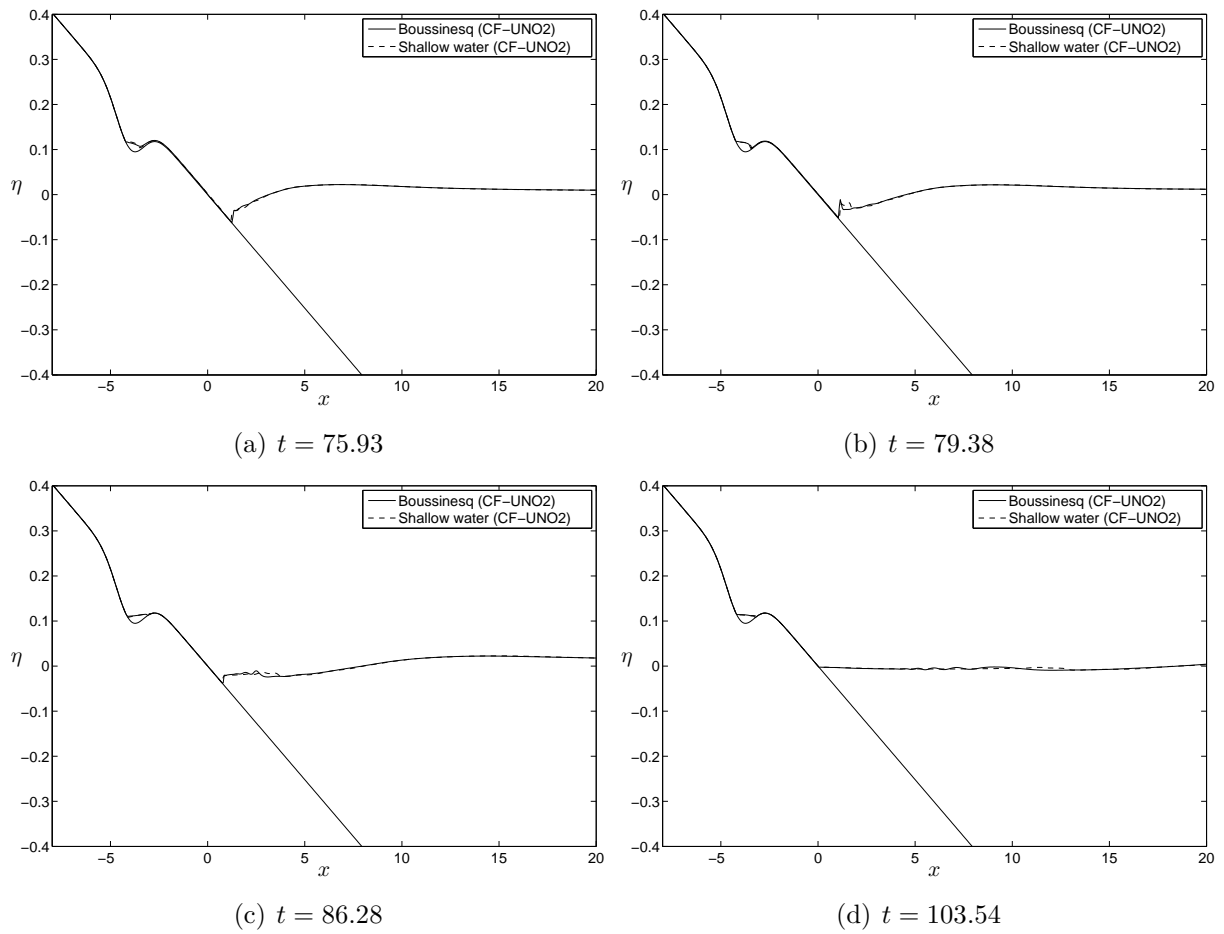 0.4
0.3
0.2
0.1
0
−0.1
−0.2
−0.3
−0.4
η
−5 0 5 10 15 20
x
Boussinesq (CF−UNO2)
Shallow water (CF−UNO2)
(a) t = 75.93
0.4
0.3
0.2
0.1
0
−0.1
−0.2
−0.3
−0.4
η
−5 0 5 10 15 20
x
Boussinesq (CF−UNO2)
Shallow water (CF−UNO2)
(b) t = 79.38
0.4
0.3
0.2
0.1
0
−0.1
−0.2
−0.3
−0.4
η
−5 0 5 10 15 20
x
Boussinesq (CF−UNO2)
Shallow water (CF−UNO2)
(c) t = 86.28
0.4
0.3
0.2
0.1
0
−0.1
−0.2
−0.3
−0.4
η
−5 0 5 10 15 20
x
Boussinesq (CF−UNO2)
Shallow water (CF−UNO2)
(d) t = 103.54